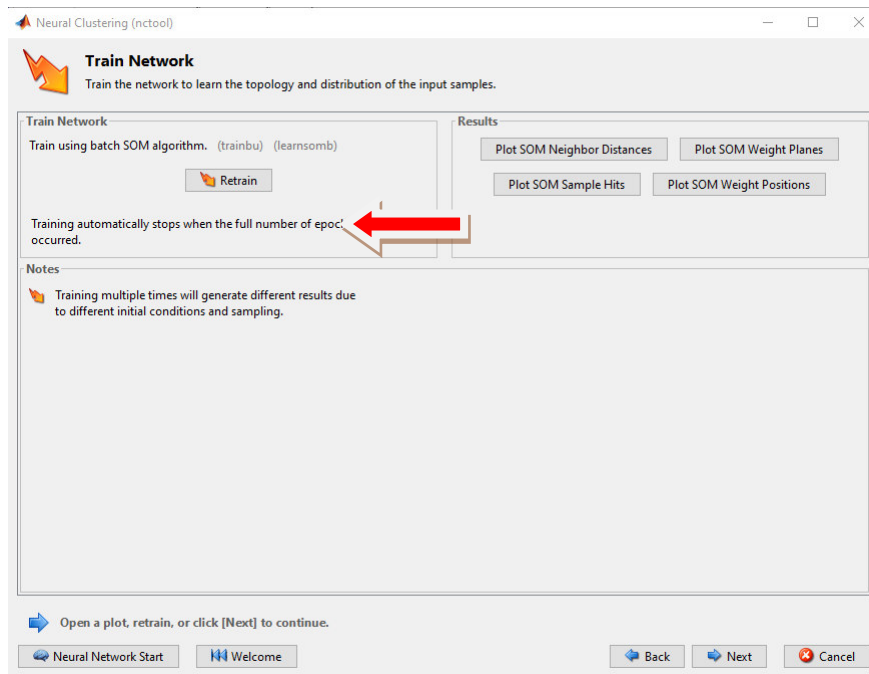 Neural Clustering (nctool)
Train Network
Train the network to learn the topology and distribution of the input samples.
Train Network
Train using batch SOM algorithm. (trainbu) (learnsomb)
Retrain
Training automatically stops when the full number of
occurred.
Results
Plot SOM Neighbor Distances
Plot SOM Weight Planes
Plot SOM Sample Hits
Plot SOM Weight Positions
Notes
Training multiple times will generate different results due
to different initial conditions and sampling.
Open a plot, retrain, or click [Next] to continue.
Neural Network Start
Welcome
Back
Next
Cancel